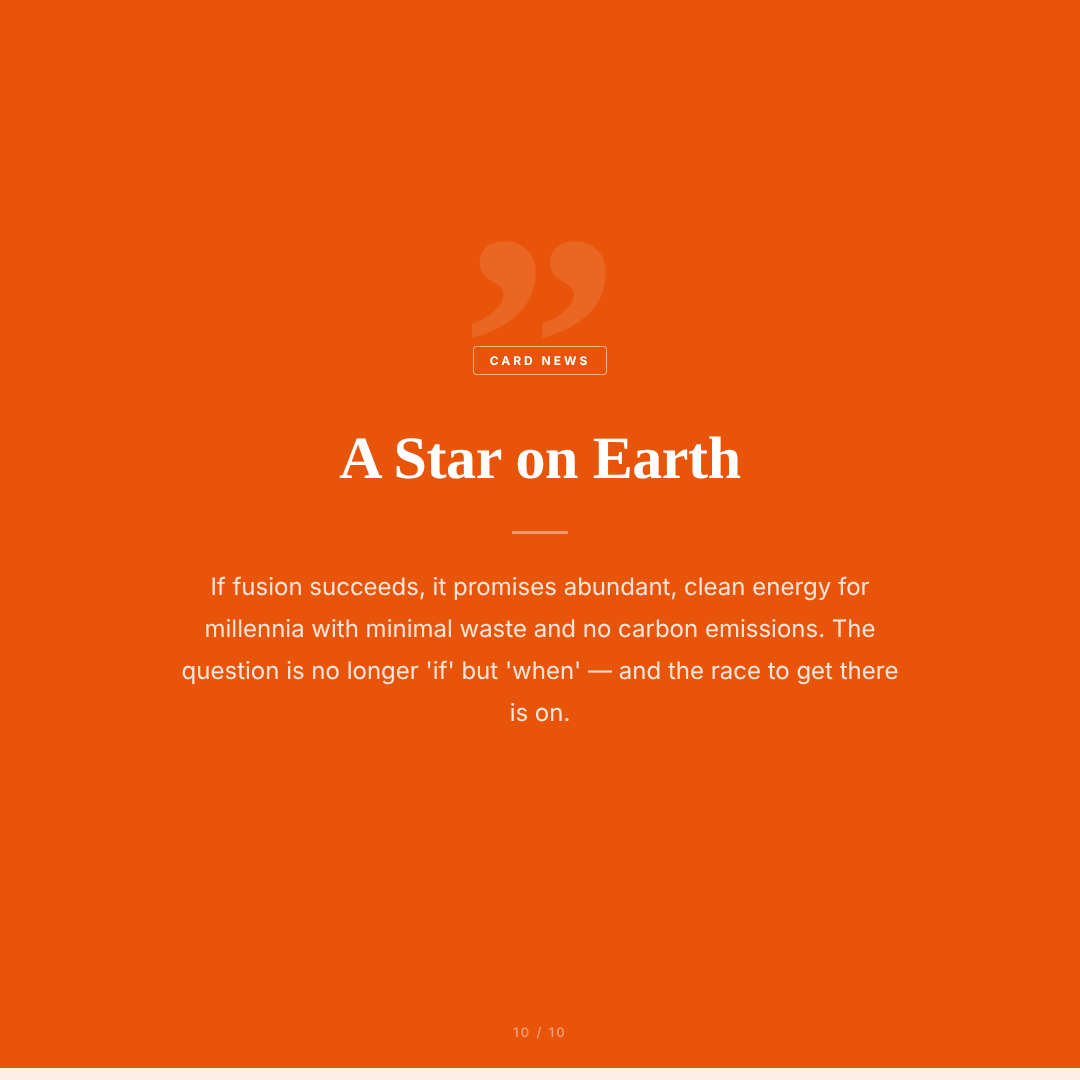 ”
CARD NEWS
A Star on Earth
If fusion succeeds, it promises abundant, clean energy for
millennia with minimal waste and no carbon emissions. The
question is no longer 'if' but 'when' — and the race to get there
is on.
10 / 10